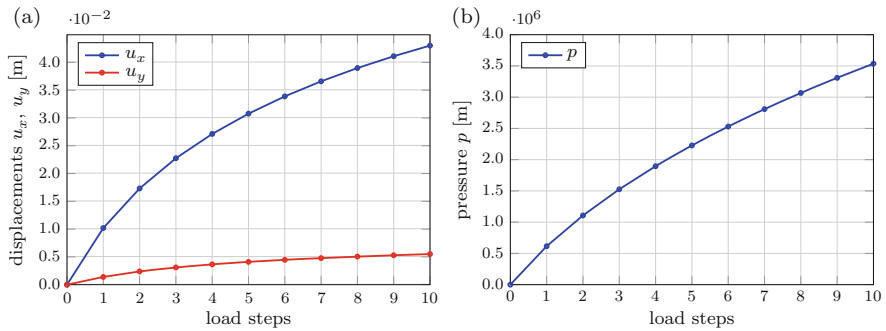 (a)
·10⁻²
displacements u_x, u_y [m]
4.0
3.5
3.0
2.5
2.0
1.5
1.0
0.5
0.0
u_x
u_y
0 1 2 3 4 5 6 7 8 9 10
load steps
(b)
·10⁶
pressure p [m]
4.0
3.5
3.0
2.5
2.0
1.5
1.0
0.5
0.0
p
0 1 2 3 4 5 6 7 8 9 10
load steps